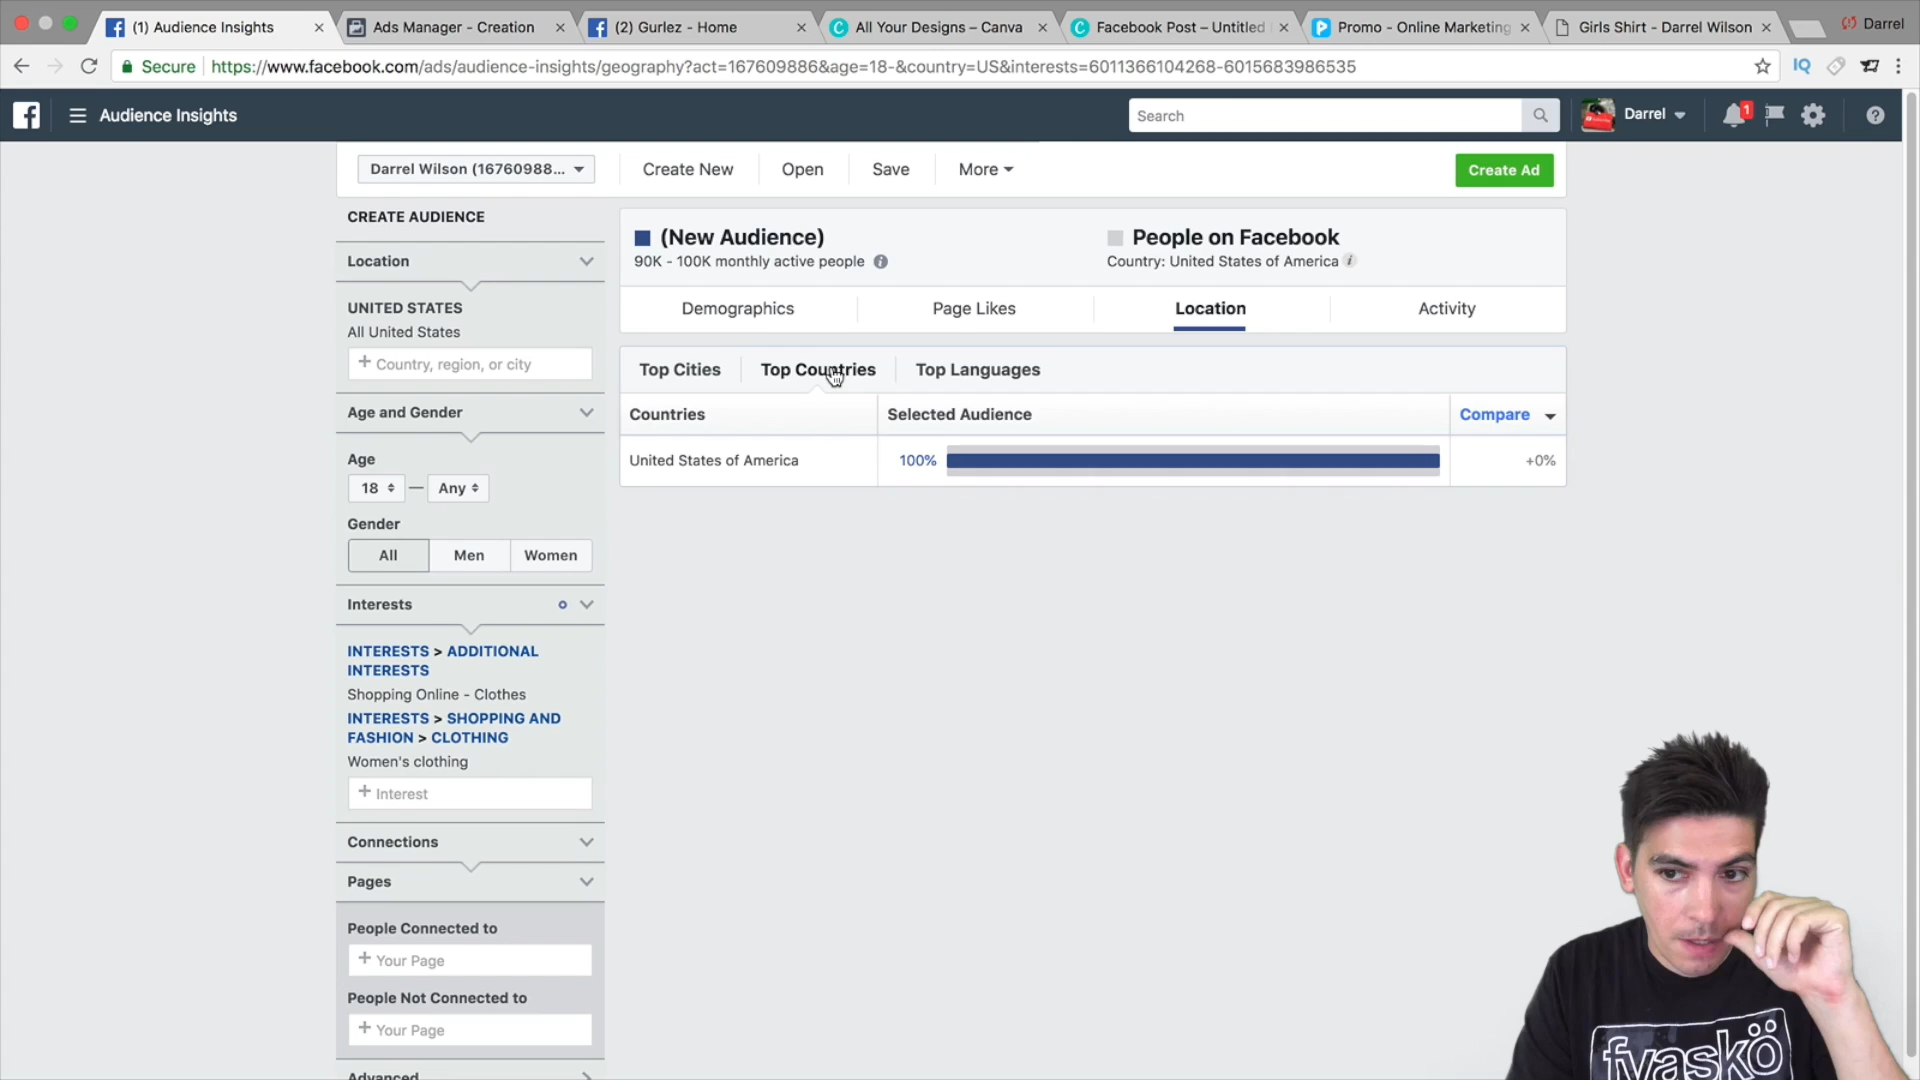 (1) Audience Insights
Ads Manager - Creation
(2) Gurlez - Home
All Your Designs – Canva
Facebook Post – Untitled
Promo - Online Marketing
Girls Shirt - Darrel Wilson
Darrel
Secure
https://www.facebook.com/ads/audience-insights/geography?act=167609886&age=18-&country=US&interests=6011366104268-6015683986535
IQ
Audience Insights
Search
Darrel
1
Darrel Wilson (16760988...
Create New
Open
Save
More
Create Ad
CREATE AUDIENCE
Location
UNITED STATES
All United States
+ Country, region, or city
Age and Gender
Age
18 — Any
Gender
All
Men
Women
Interests
INTERESTS > ADDITIONAL
INTERESTS
Shopping Online - Clothes
INTERESTS > SHOPPING AND
FASHION > CLOTHING
Women's clothing
+ Interest
Connections
Pages
People Connected to
+ Your Page
People Not Connected to
+ Your Page
Advanced
(New Audience)
90K - 100K monthly active people
People on Facebook
Country: United States of America
Demographics
Page Likes
Location
Activity
Top Cities
Top Countries
Top Languages
Countries
Selected Audience
Compare
United States of America
100%
+0%
fvaskö